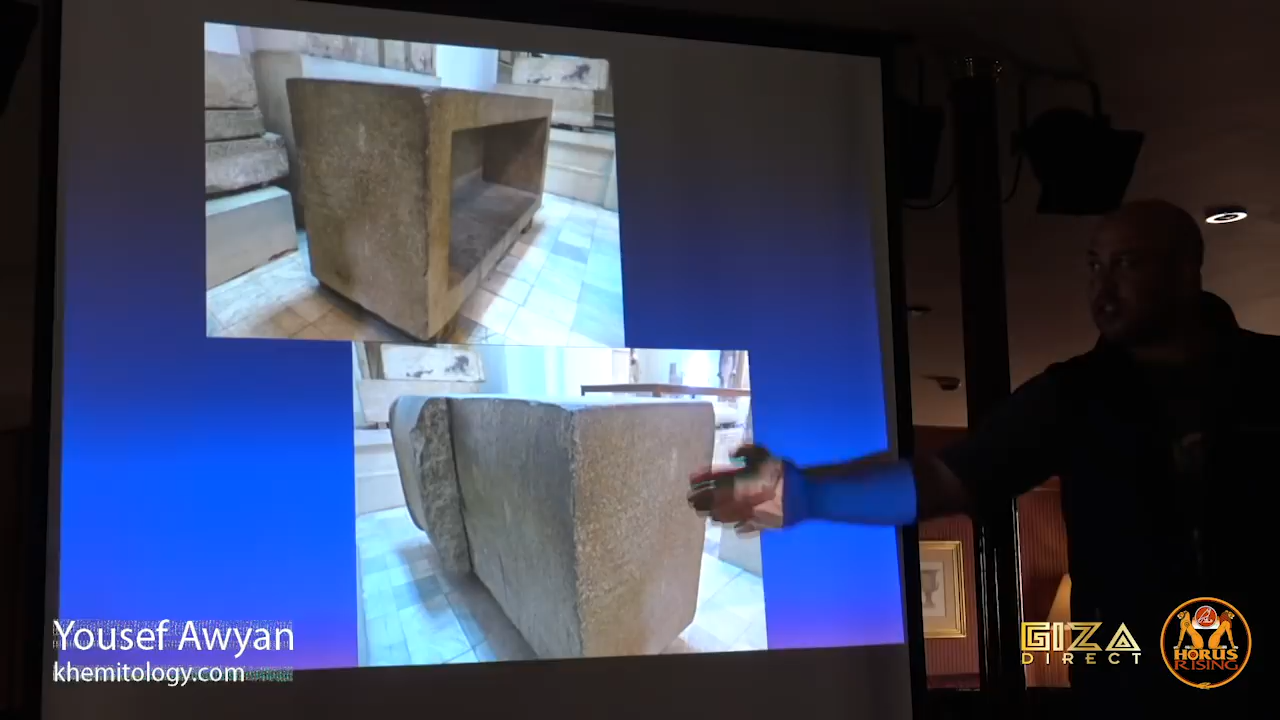 Yousef Awyan
khemitology.com
GIZA
DIRECT
HORUS
RISING